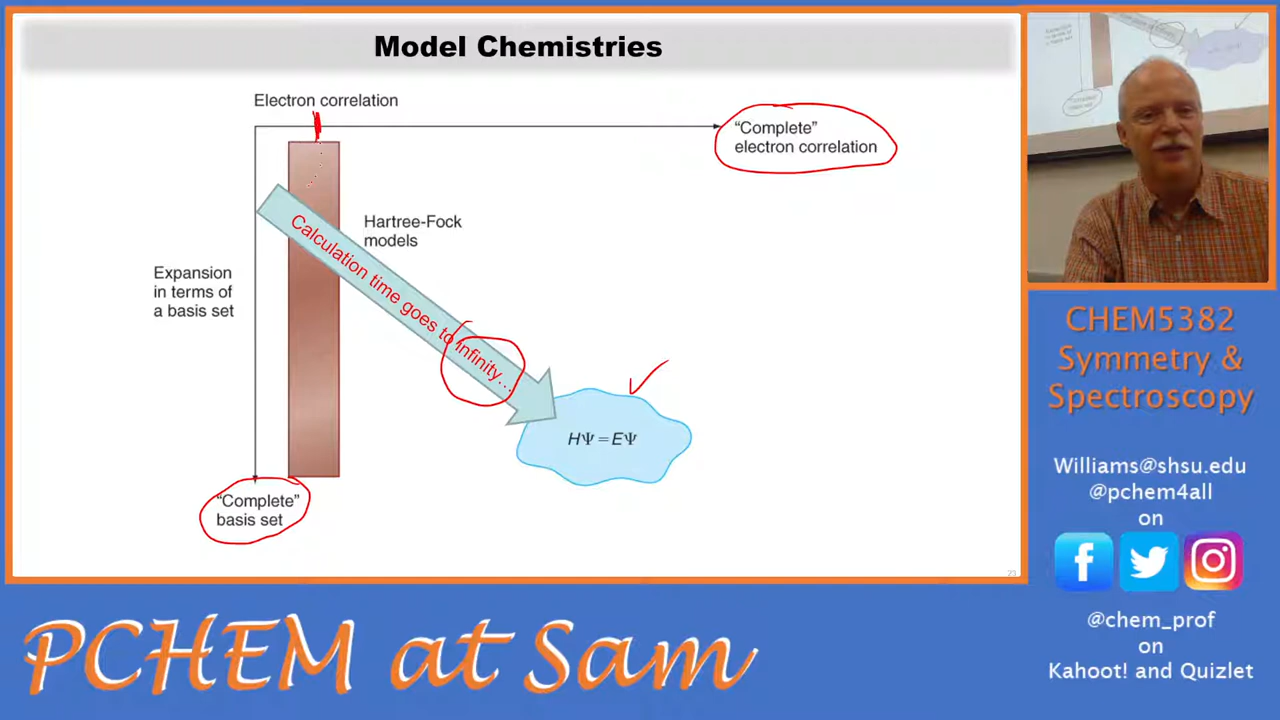 Model Chemistries
Electron correlation
"Complete"
electron correlation
Hartree-Fock
models
Calculation time goes to infinity...
Expansion
in terms of
a basis set
HΨ = EΨ
"Complete"
basis set
23
CHEM5382
Symmetry &
Spectroscopy
Williams@shsu.edu
@pchem4all
on
@chem_prof
on
Kahoot! and Quizlet
PCHEM at Sam